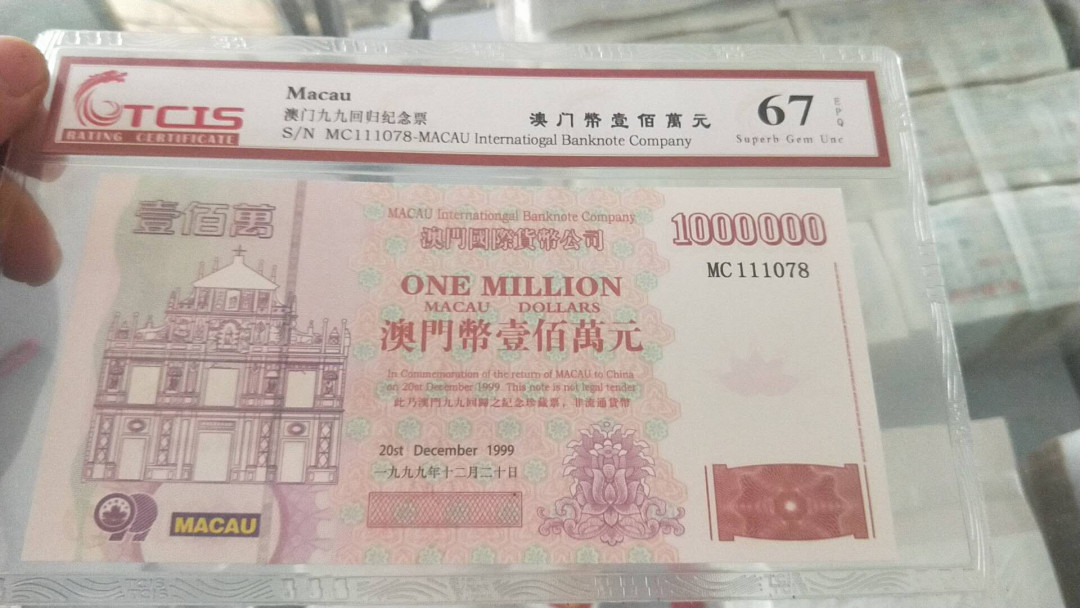 TCIS
RATING CERTIFICATE
Macau
澳门九九回归纪念票
S/N MC111078-MACAU Internatiogal Banknote Company
澳门幣壹佰萬元
67
EPQ
Superb Gem Unc
壹佰萬
MACAU Internationgal Banknote Company
澳門國際貨幣公司
1000000
MC111078
ONE MILLION
MACAU DOLLARS
澳門幣壹佰萬元
In Commemoration of the return of MACAU to China
on 20st December 1999. This note is not legal tender
此乃澳門九九回歸之紀念珍藏票,非流通貨幣
20st December 1999
一九九九年十二月二十日
99
MACAU